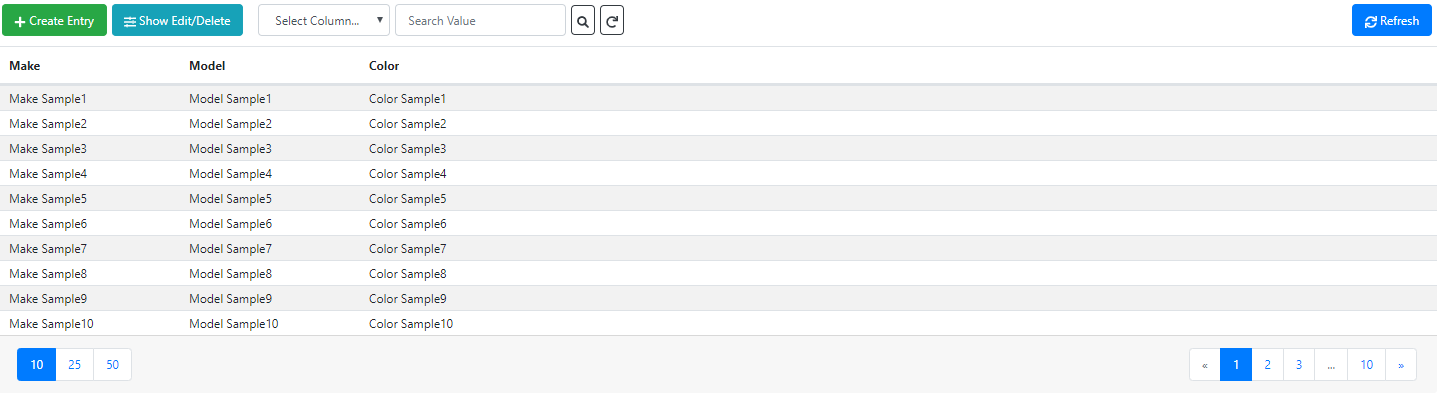 Create Entry Show Edit/Delete Select Column... Search Value Refresh
Make Model Color
Make Sample1 Model Sample1 Color Sample1
Make Sample2 Model Sample2 Color Sample2
Make Sample3 Model Sample3 Color Sample3
Make Sample4 Model Sample4 Color Sample4
Make Sample5 Model Sample5 Color Sample5
Make Sample6 Model Sample6 Color Sample6
Make Sample7 Model Sample7 Color Sample7
Make Sample8 Model Sample8 Color Sample8
Make Sample9 Model Sample9 Color Sample9
Make Sample10 Model Sample10 Color Sample10
10 25 50 « 1 2 3 ... 10 »